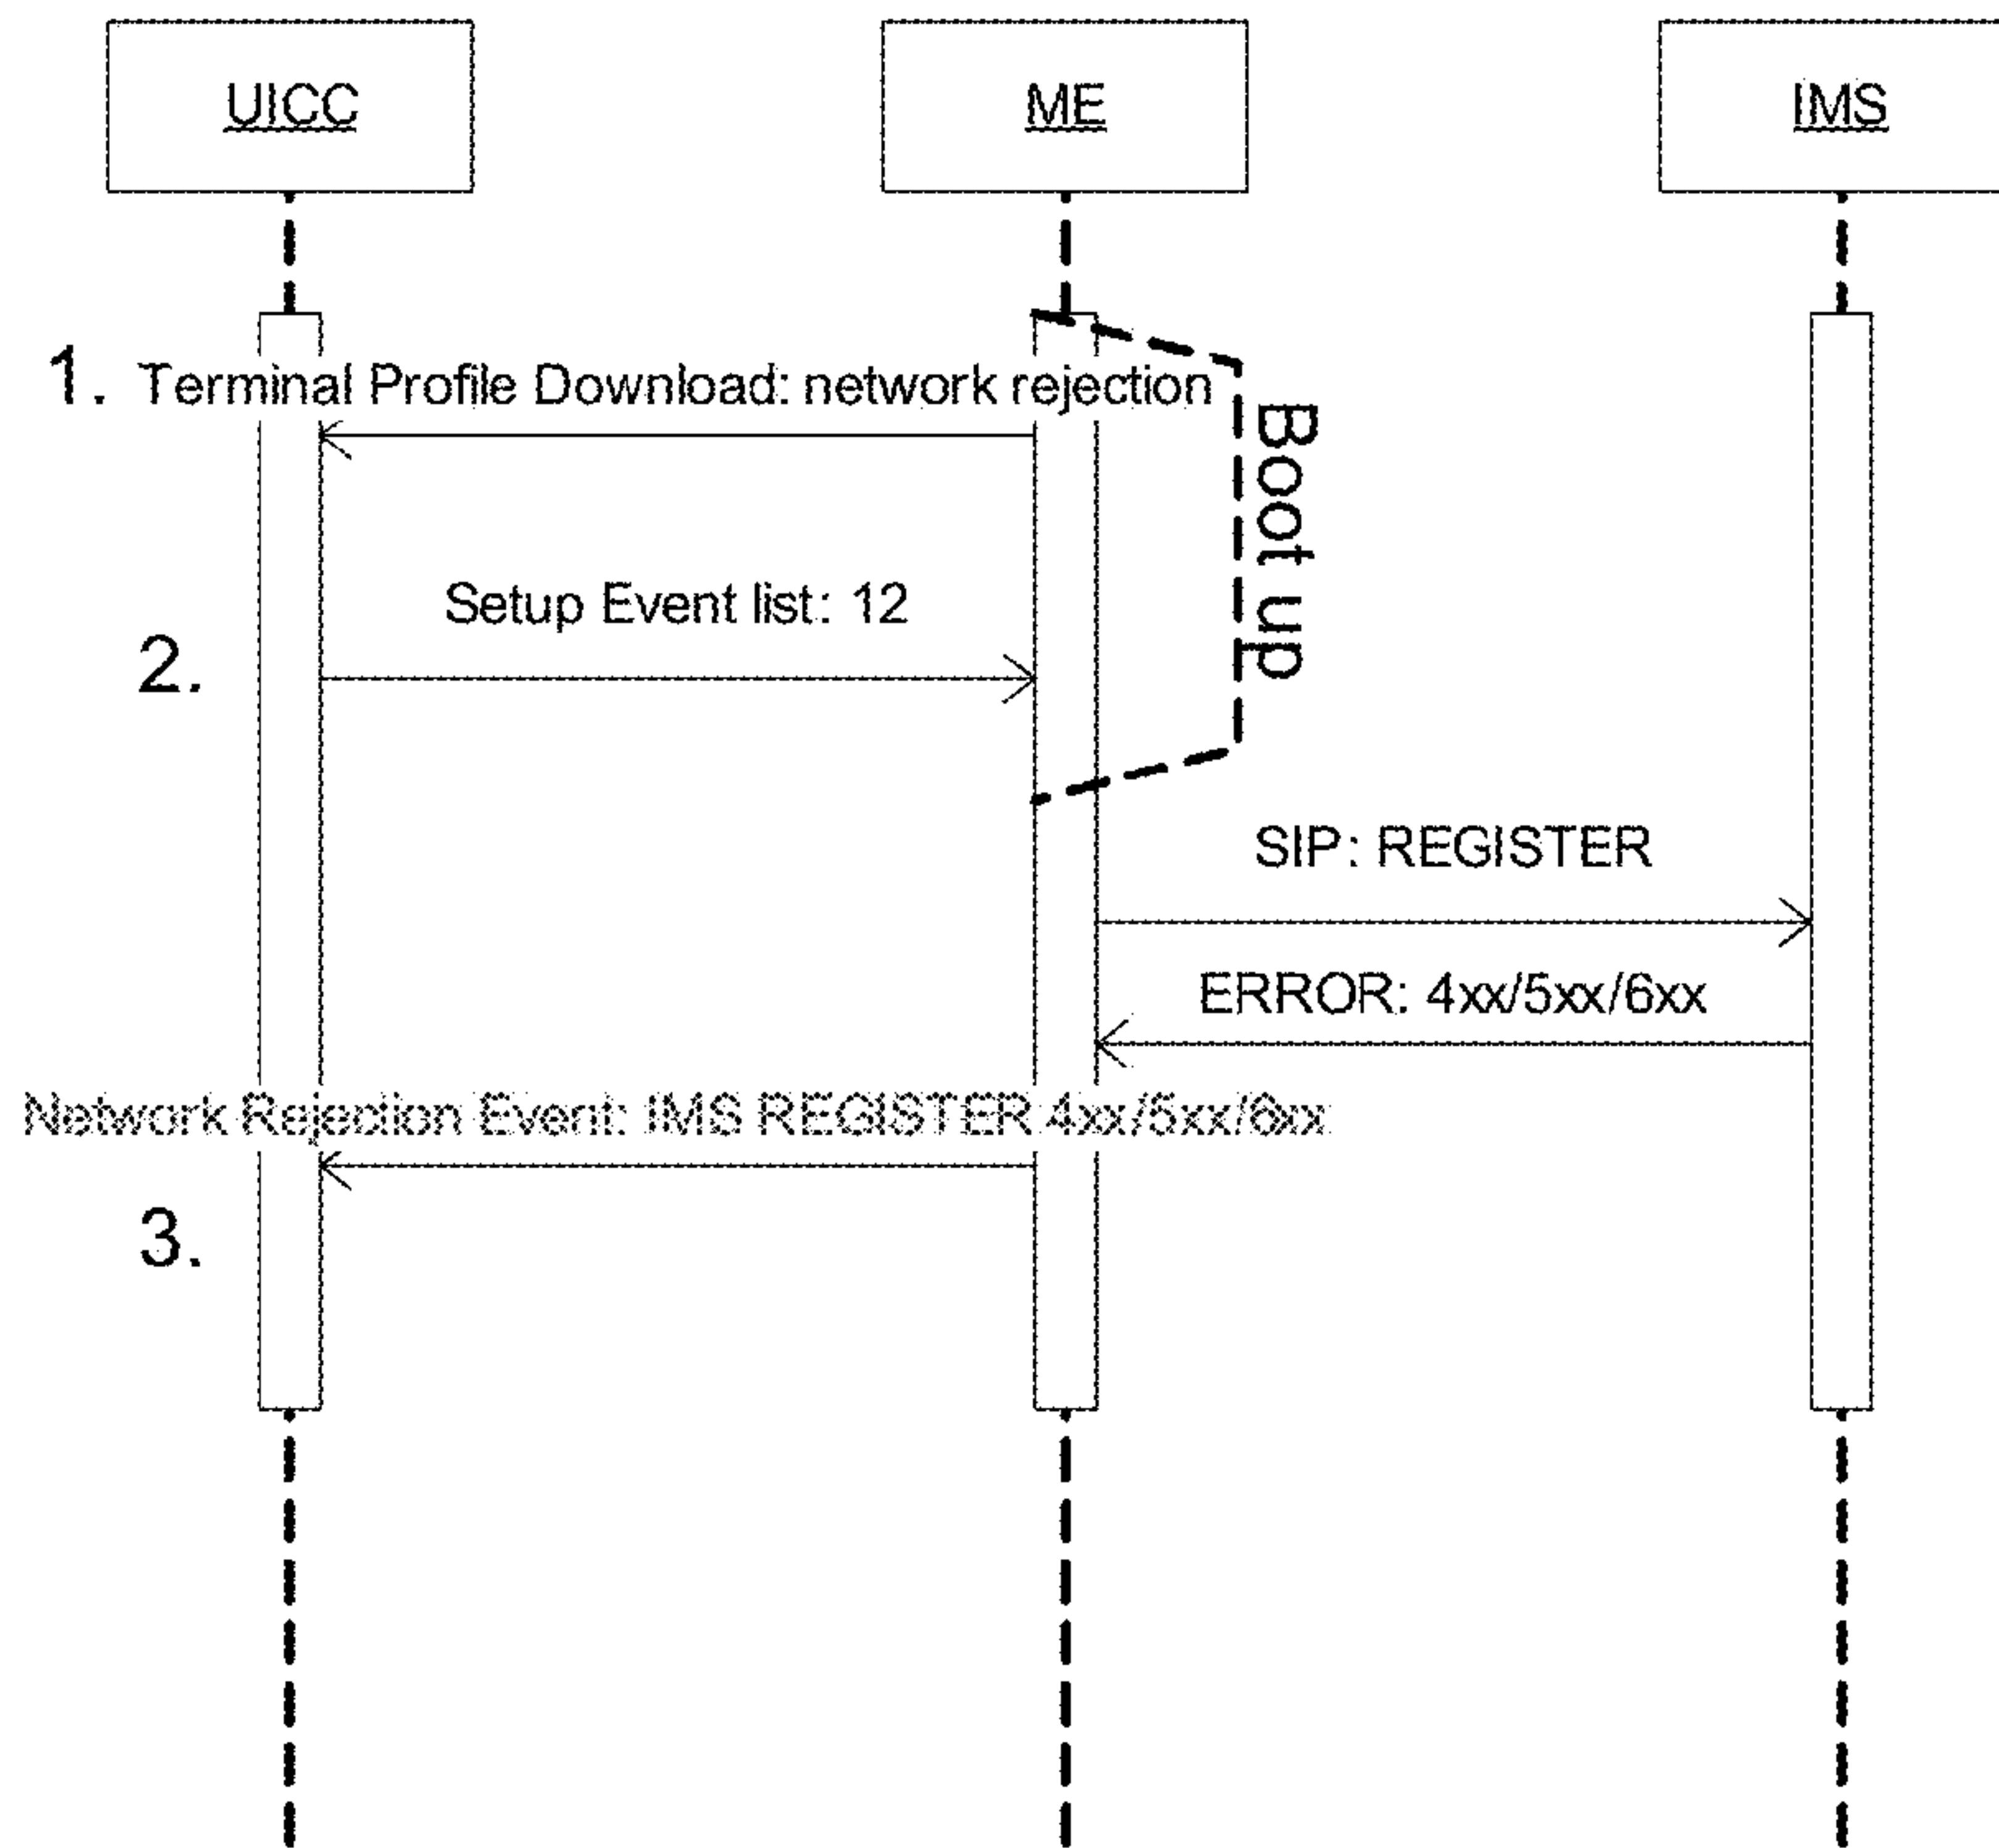 UICC
ME
IMS
1. Terminal Profile Download: network rejection
Boot up
Setup Event list: 12
2.
SIP: REGISTER
ERROR: 4xx/5xx/6xx
Network Rejection Event: IMS REGISTER 4xx/5xx/6xx
3.